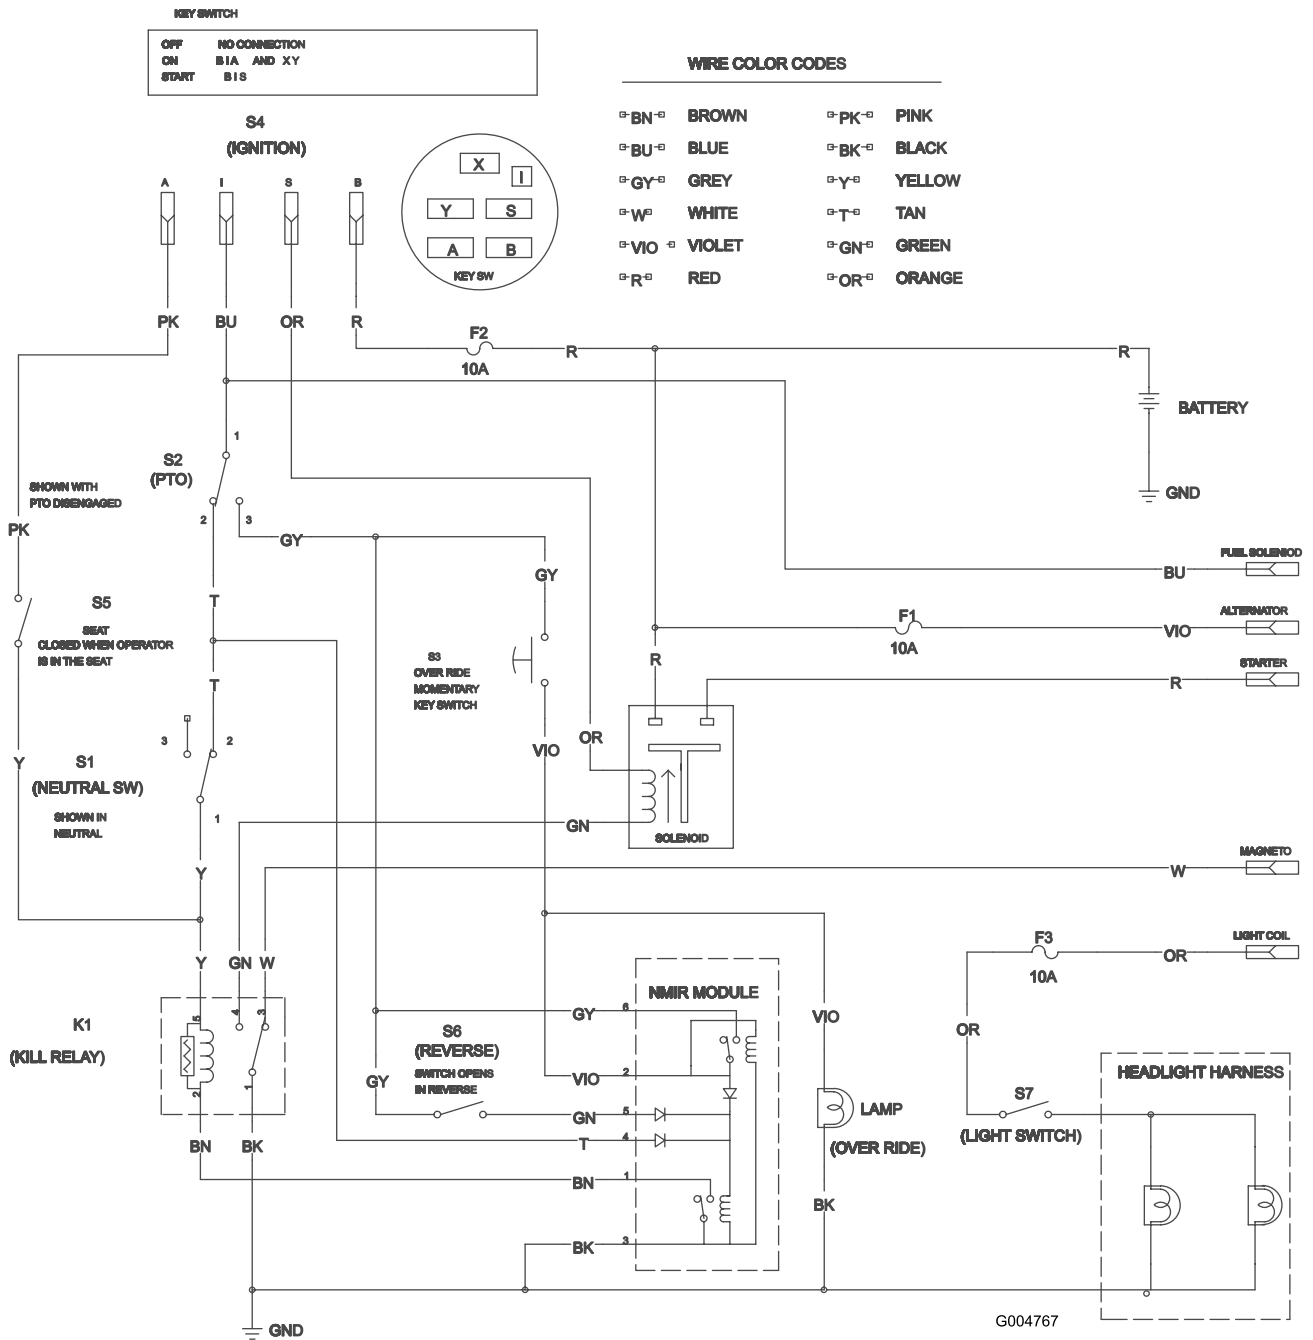 KEY SWITCH
OFF NO CONNECTION
ON B I A AND X Y
START B I S
WIRE COLOR CODES
BN BROWN PK PINK
BU BLUE BK BLACK
GY GREY Y YELLOW
W WHITE T TAN
VIO VIOLET GN GREEN
R RED OR ORANGE
S4
(IGNITION)
A I S B
X
I
Y S
A B
KEY SW
PK BU OR R
F2
10A
R
R
BATTERY
GND
1
S2
(PTO)
SHOWN WITH
PTO DISENGAGED
2 3
PK
GY
GY
FUEL SOLENIOD
BU
T
S5
SEAT
CLOSED WHEN OPERATOR
IS IN THE SEAT
F1
10A
ALTERNATOR
VIO
R
S3
OVER RIDE
MOMENTARY
KEY SWITCH
STARTER
R
T
3 2
S1
(NEUTRAL SW)
SHOWN IN
NEUTRAL
1
Y
VIO
OR
GN
SOLENOID
MAGNETO
W
Y
Y GN W
F3
10A
LIGHT COIL
OR
K1
(KILL RELAY)
5 4 3
2 1
BN BK
NMIR MODULE
GY 6
S6
(REVERSE)
SWITCH OPENS
IN REVERSE
GY
VIO 2
GN 5
T 4
BN 1
BK 3
VIO
LAMP
(OVER RIDE)
BK
OR
S7
(LIGHT SWITCH)
HEADLIGHT HARNESS
GND
G004767